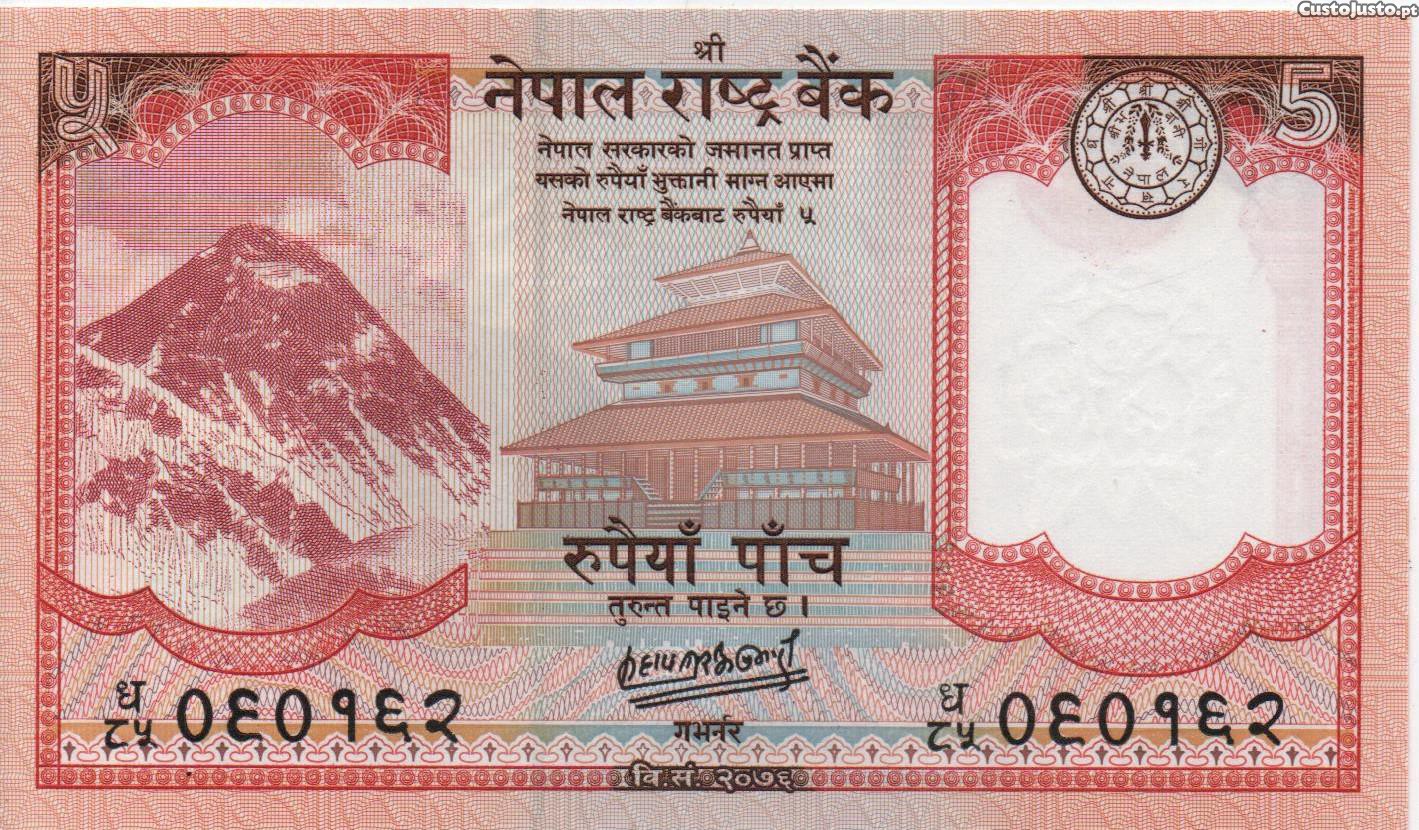 CustoJusto.pt
श्री
नेपाल राष्ट्र बैंक
५
5
नेपाल सरकारको जमानत प्राप्त
यसको रुपैयाँ भुक्तानी माग्न आएमा
नेपाल राष्ट्र बैंकबाट रुपैयाँ ५
नेपाल
रुपैयाँ पाँच
तुरुन्त पाइने छ ।
ध
८५ ०६०१६२
ध
८५ ०६०१६२
गभर्नर
वि.सं.२०७६